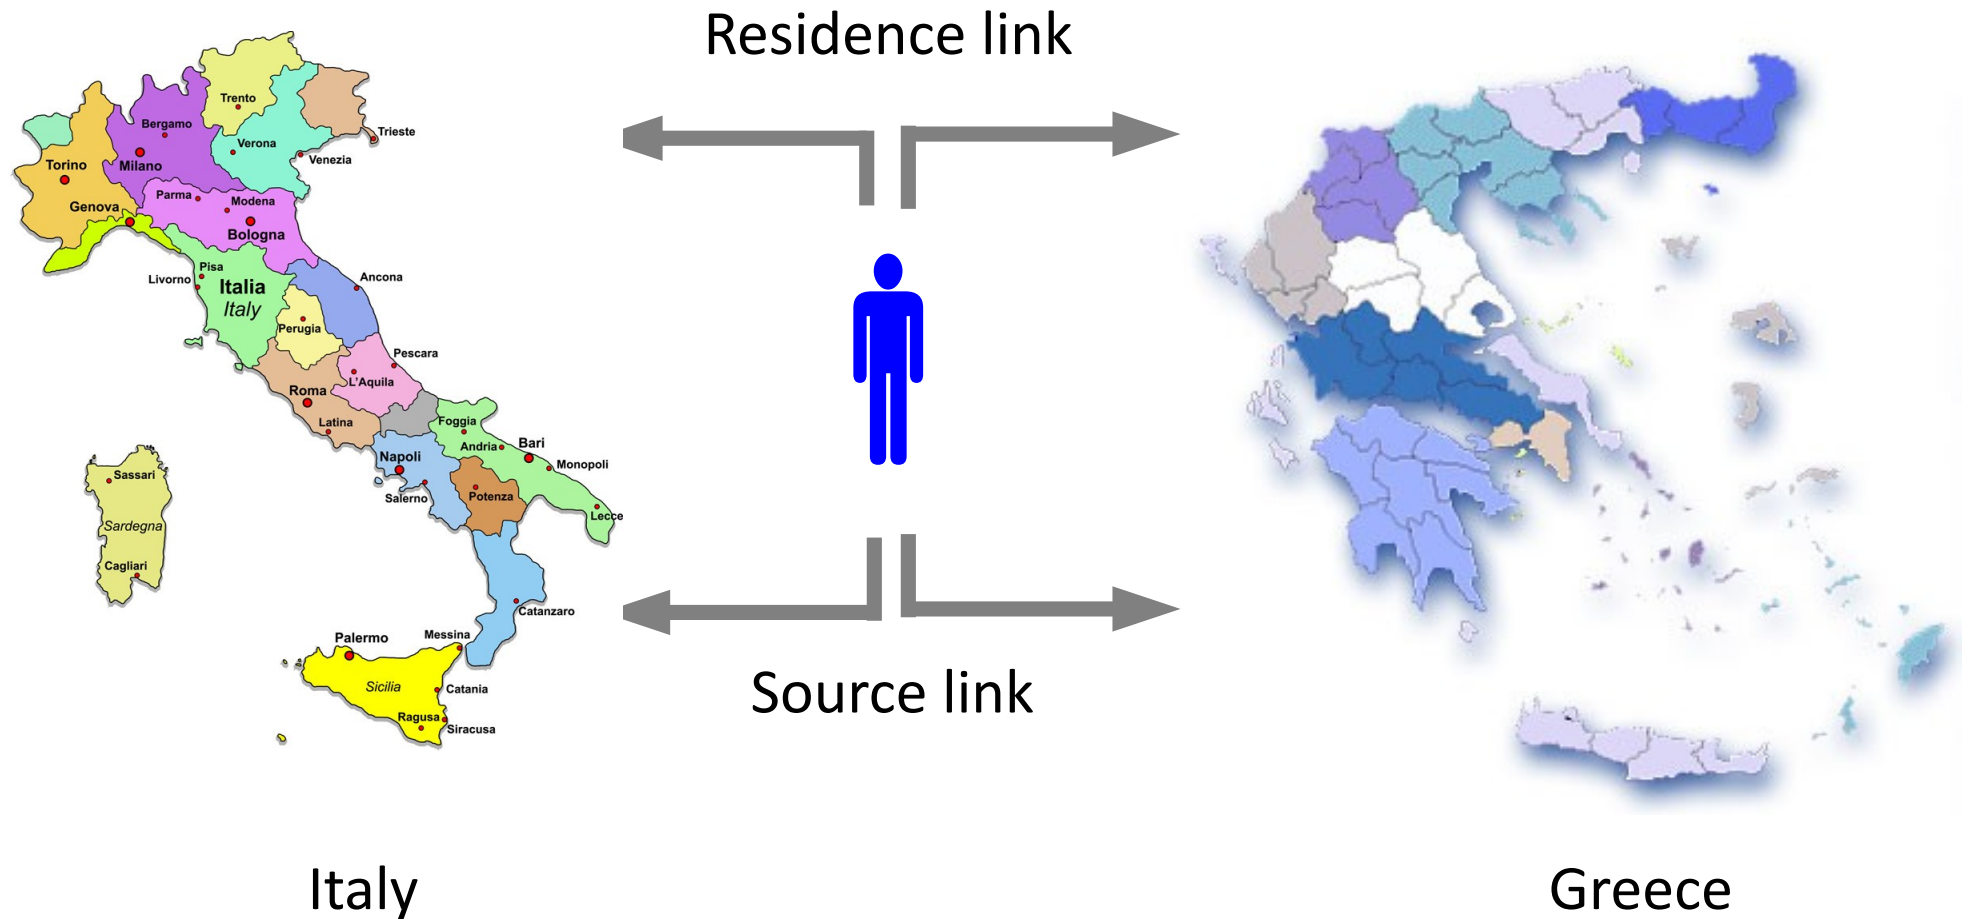 Residence link
Trento
Bergamo
Trieste
Verona
Venezia
Torino
Milano
Parma
Modena
Genova
Bologna
Pisa
Livorno
Ancona
Italia
Italy
Perugia
Pescara
L'Aquila
Roma
Latina
Foggia
Andria
Bari
Napoli
Monopoli
Sassari
Salerno
Potenza
Lecce
Sardegna
Cagliari
Catanzaro
Palermo
Messina
Sicilia
Catania
Ragusa
Siracusa
Source link
Italy
Greece